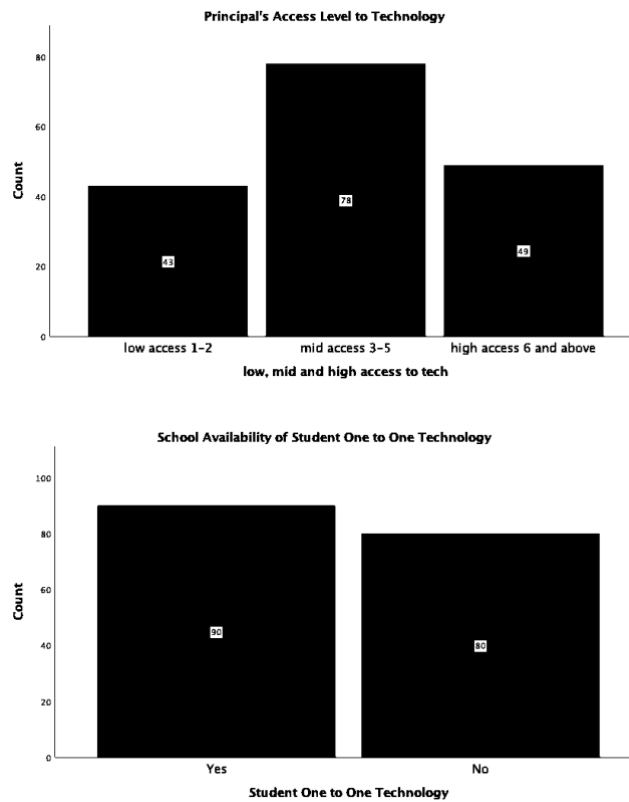 Principal's Access Level to Technology
80
60
40
20
0
Count
43
78
49
low access 1-2
mid access 3-5
high access 6 and above
low, mid and high access to tech
School Availability of Student One to One Technology
100
80
60
40
20
0
Count
90
80
Yes
No
Student One to One Technology